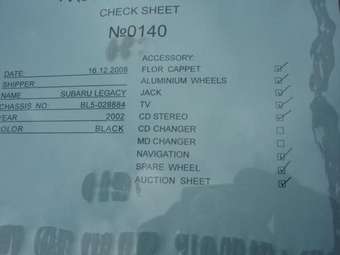 CHECK SHEET
№0140
ACCESSORY:
DATE: 16.12.2008
SHIPPER
NAME SUBARU LEGACY
CHASSIS NO: BL5-028884
YEAR 2002
COLOR BLACK
FLOR CAPPET
ALUMINIUM WHEELS
JACK
TV
CD STEREO
CD CHANGER
MD CHANGER
NAVIGATION
SPARE WHEEL
AUCTION SHEET